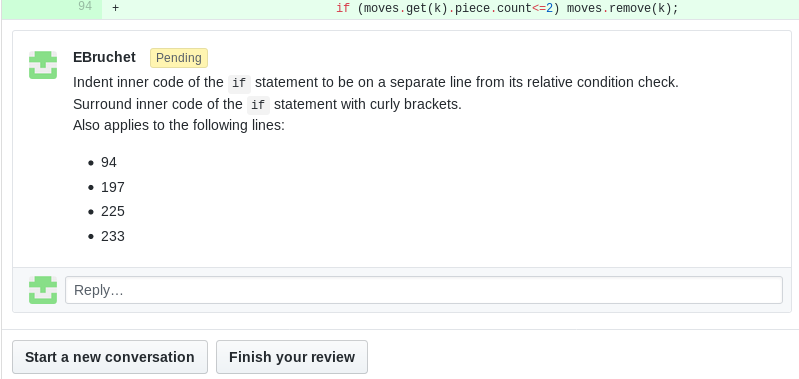 94 + if (moves.get(k).piece.count<=2) moves.remove(k);
EBruchet Pending
Indent inner code of the if statement to be on a separate line from its relative condition check.
Surround inner code of the if statement with curly brackets.
Also applies to the following lines:
• 94
• 197
• 225
• 233
Reply…
Start a new conversation Finish your review